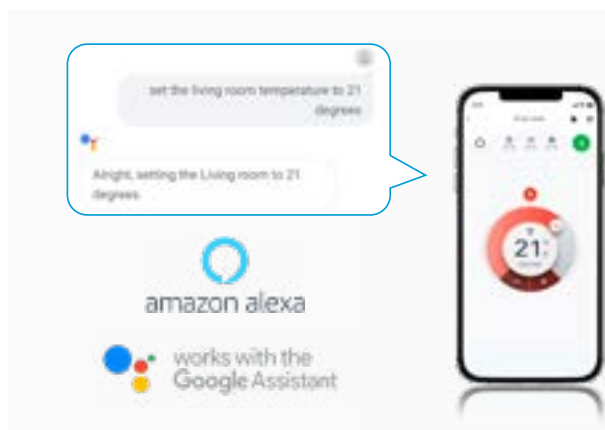 set the living room temperature to 21
degrees
Alright, setting the Living room to 21
degrees.
amazon alexa
works with the
Google Assistant
21